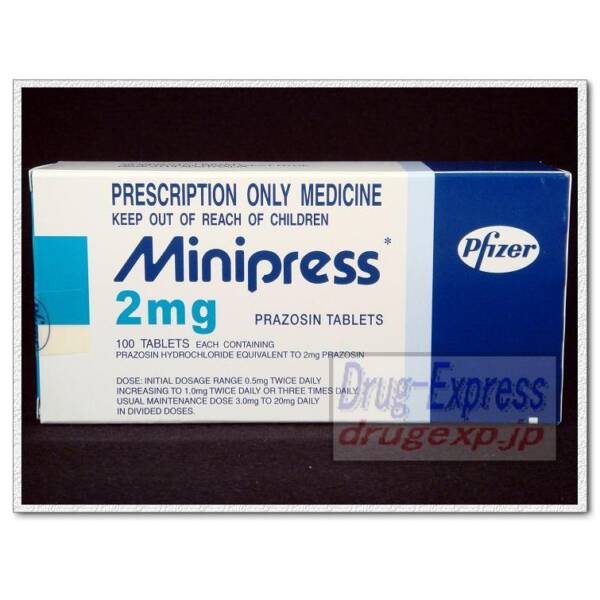 PRESCRIPTION ONLY MEDICINE
KEEP OUT OF REACH OF CHILDREN
Minipress*
2mg PRAZOSIN TABLETS
100 TABLETS EACH CONTAINING
PRAZOSIN HYDROCHLORIDE EQUIVALENT TO 2mg PRAZOSIN
DOSE: INITIAL DOSAGE RANGE 0.5mg TWICE DAILY
INCREASING TO 1.0mg TWICE DAILY OR THREE TIMES DAILY.
USUAL MAINTENANCE DOSE 3.0mg TO 20mg DAILY
IN DIVIDED DOSES.
Pfizer
Drug-Express
drugexp.jp